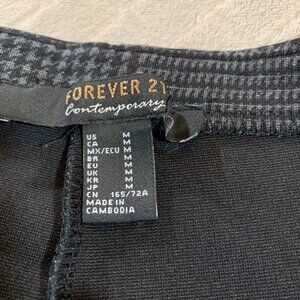 FOREVER 21
Contemporary
US M
CA M
MX/ECU M
BR M
EU M
UK M
KR M
JP M
CN 165/72A
MADE IN
CAMBODIA